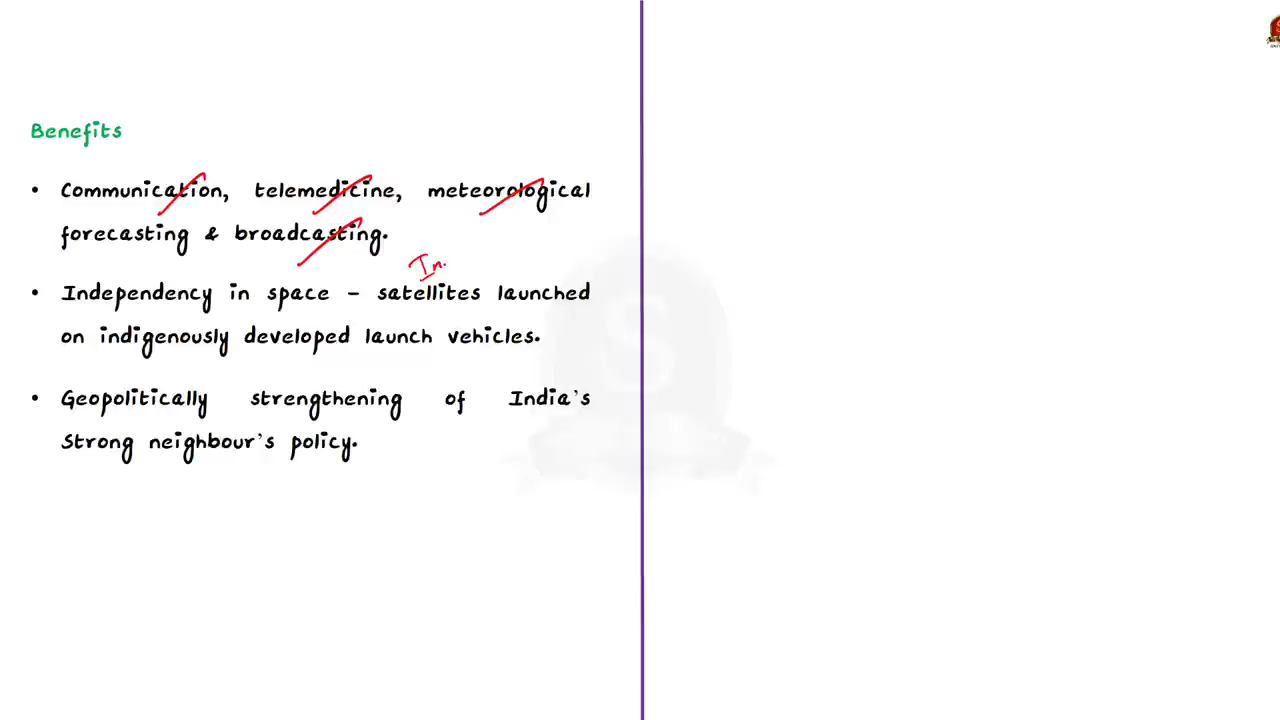 Benefits
• Communication, telemedicine, meteorological
forecasting & broadcasting.
In.
• Independency in space – satellites launched
on indigenously developed launch vehicles.
• Geopolitically strengthening of India's
Strong neighbour's policy.